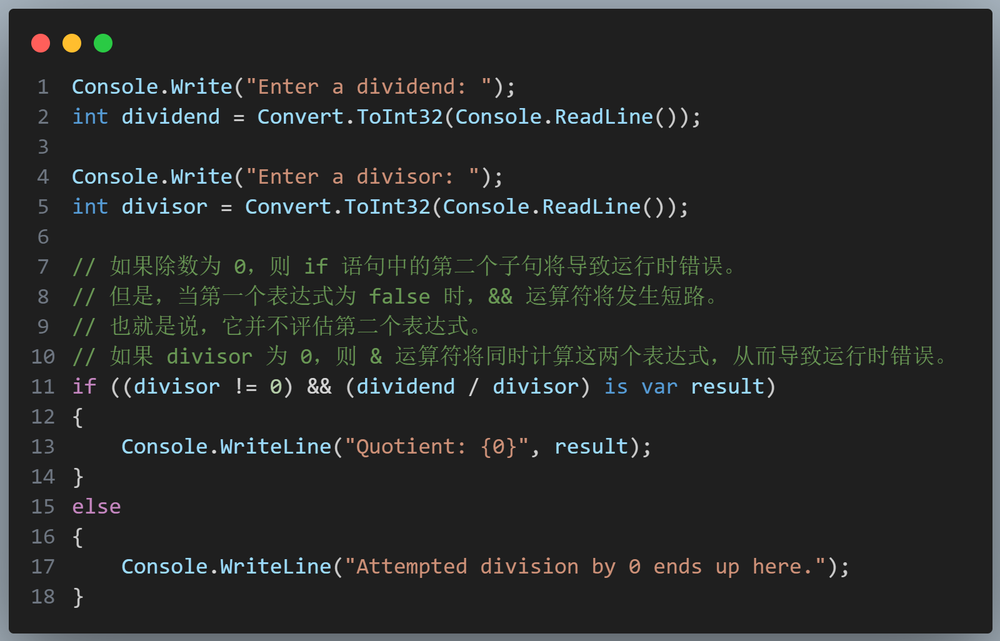 1 Console.Write("Enter a dividend: ");
2 int dividend = Convert.ToInt32(Console.ReadLine());
3
4 Console.Write("Enter a divisor: ");
5 int divisor = Convert.ToInt32(Console.ReadLine());
6
7 // 如果除数为 0，则 if 语句中的第二个子句将导致运行时错误。
8 // 但是，当第一个表达式为 false 时，&& 运算符将发生短路。
9 // 也就是说，它并不评估第二个表达式。
10 // 如果 divisor 为 0，则 & 运算符将同时计算这两个表达式，从而导致运行时错误。
11 if ((divisor != 0) && (dividend / divisor) is var result)
12 {
13     Console.WriteLine("Quotient: {0}", result);
14 }
15 else
16 {
17     Console.WriteLine("Attempted division by 0 ends up here.");
18 }